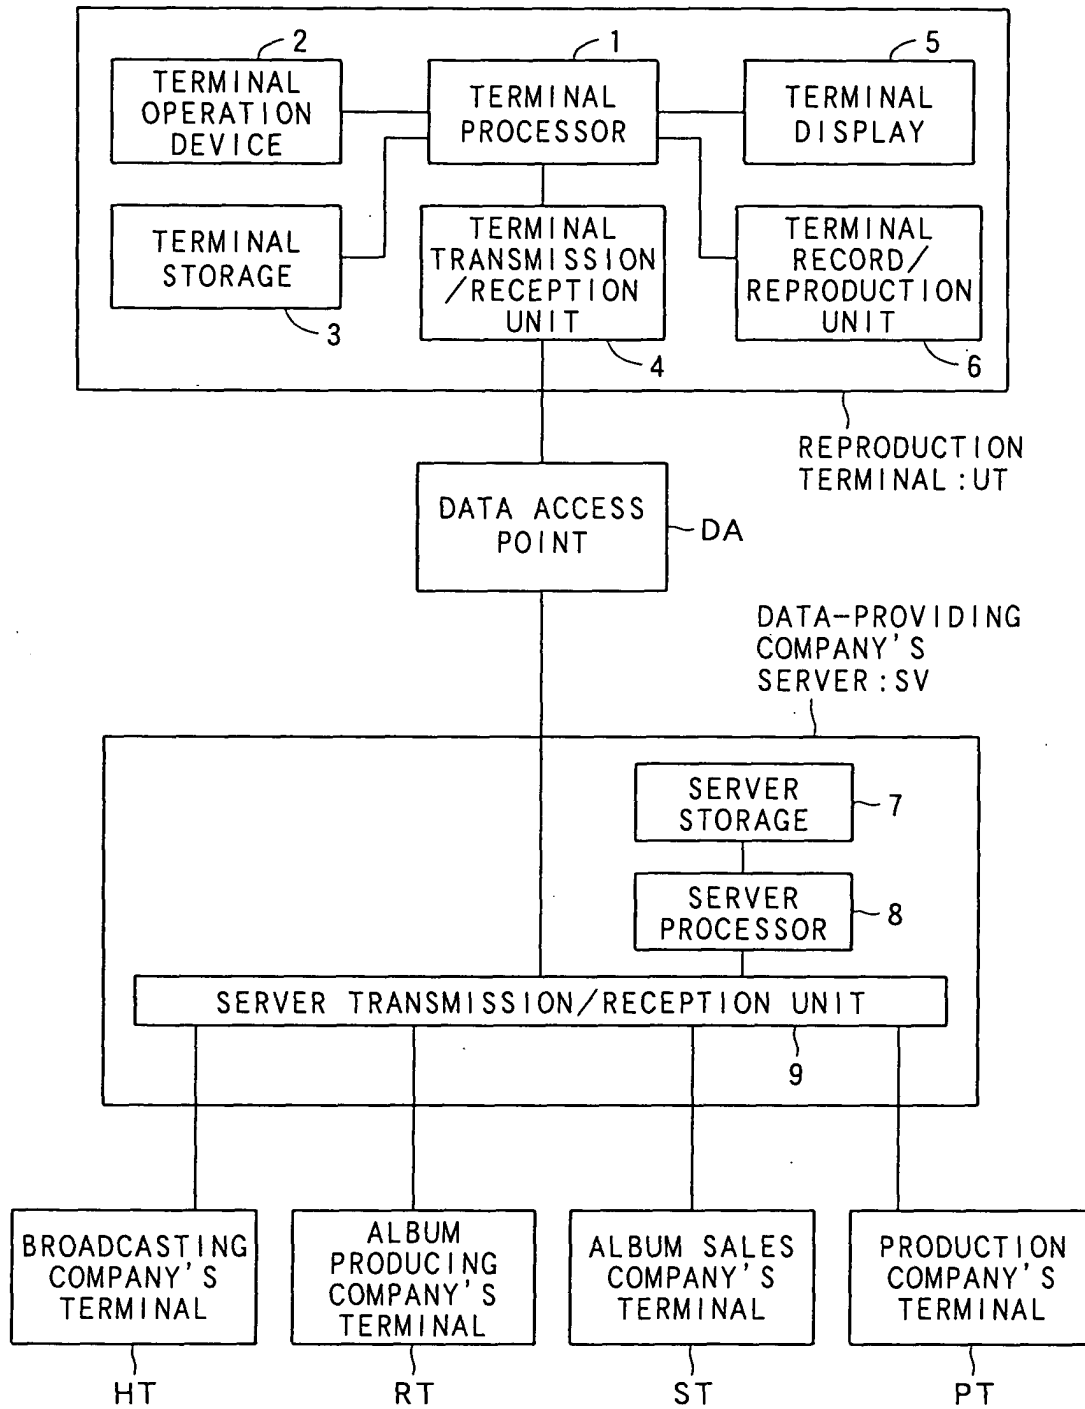 2
1
5
TERMINAL
OPERATION
DEVICE
TERMINAL
PROCESSOR
TERMINAL
DISPLAY
TERMINAL
STORAGE
TERMINAL
TRANSMISSION
/RECEPTION
UNIT
TERMINAL
RECORD/
REPRODUCTION
UNIT
3
4
6
REPRODUCTION
TERMINAL:UT
DATA ACCESS
POINT
DA
DATA-PROVIDING
COMPANY'S
SERVER:SV
SERVER
STORAGE
7
SERVER
PROCESSOR
8
SERVER TRANSMISSION/RECEPTION UNIT
9
BROADCASTING
COMPANY'S
TERMINAL
ALBUM
PRODUCING
COMPANY'S
TERMINAL
ALBUM SALES
COMPANY'S
TERMINAL
PRODUCTION
COMPANY'S
TERMINAL
HT
RT
ST
PT